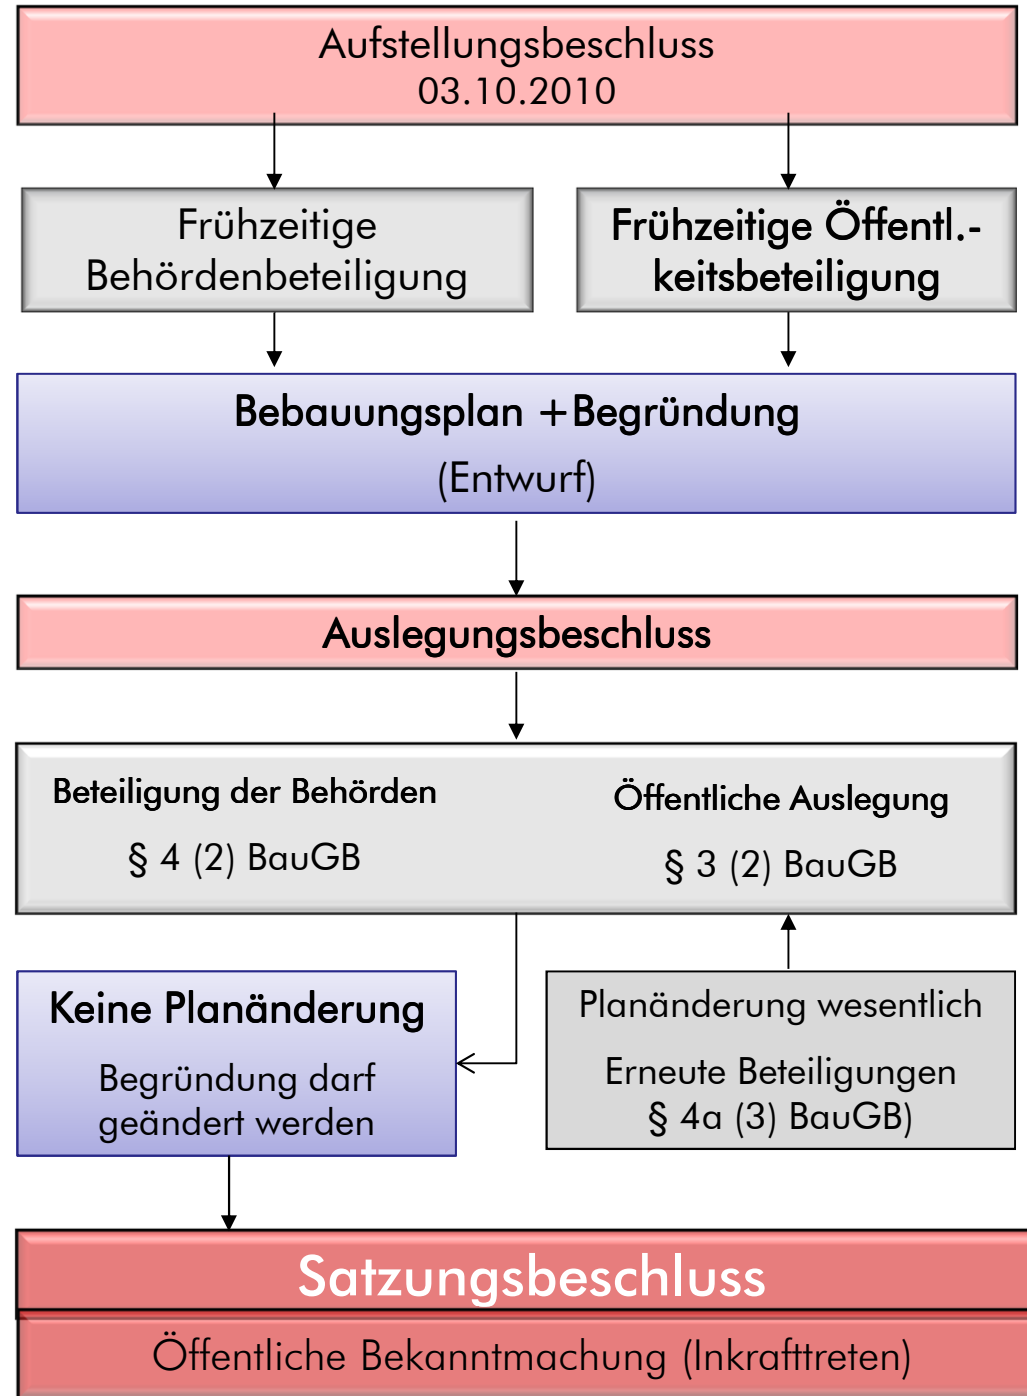 Aufstellungsbeschluss
03.10.2010
Frühzeitige
Behördenbeteiligung
Frühzeitige Öffentl.-
keitsbeteiligung
Bebauungsplan +Begründung
(Entwurf)
Auslegungsbeschluss
Beteiligung der Behörden
§ 4 (2) BauGB
Öffentliche Auslegung
§ 3 (2) BauGB
Keine Planänderung
Begründung darf
geändert werden
Planänderung wesentlich
Erneute Beteiligungen
§ 4a (3) BauGB)
Satzungsbeschluss
Öffentliche Bekanntmachung (Inkrafttreten)